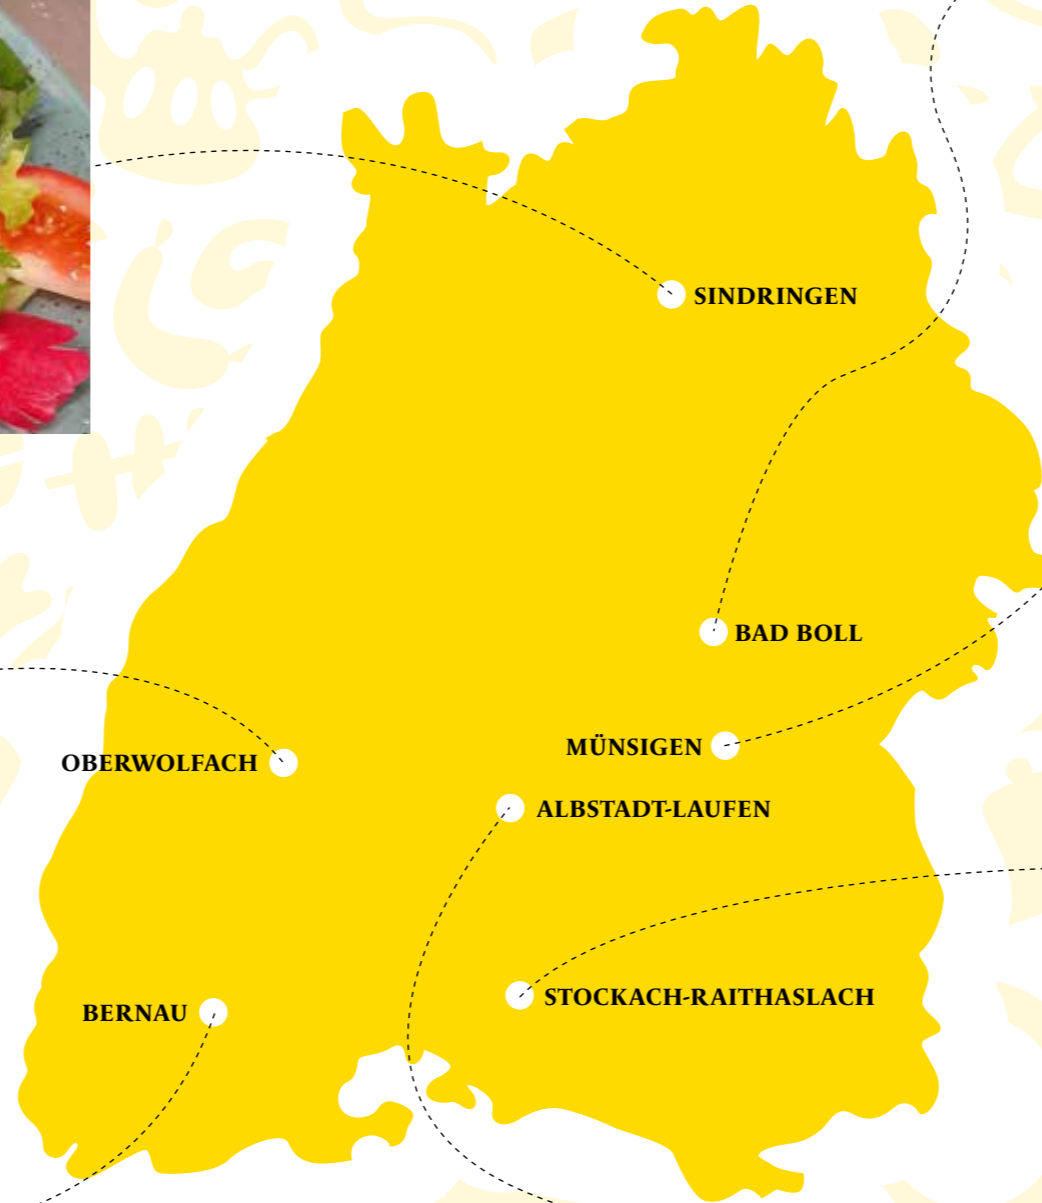 SINDRINGEN
BAD BOLL
MÜNSIGEN
OBERWOLFACH
ALBSTADT-LAUFEN
STOCKACH-RAITHASLACH
BERNAU